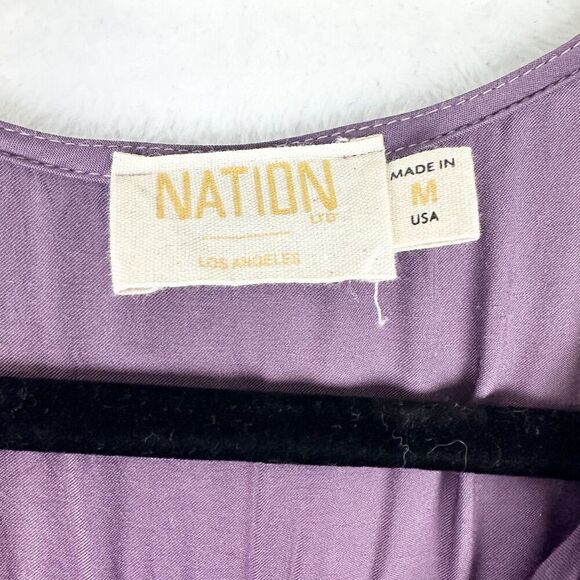 NATION
LTD
LOS ANGELES
MADE IN
M
USA